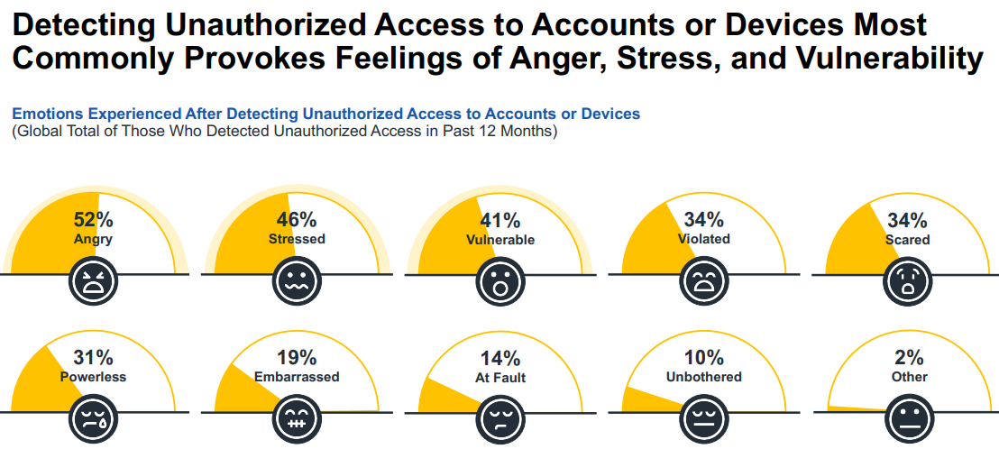 Detecting Unauthorized Access to Accounts or Devices Most
Commonly Provokes Feelings of Anger, Stress, and Vulnerability
Emotions Experienced After Detecting Unauthorized Access to Accounts or Devices
(Global Total of Those Who Detected Unauthorized Access in Past 12 Months)
52%
Angry
46%
Stressed
41%
Vulnerable
34%
Violated
34%
Scared
31%
Powerless
19%
Embarrassed
14%
At Fault
10%
Unbothered
2%
Other